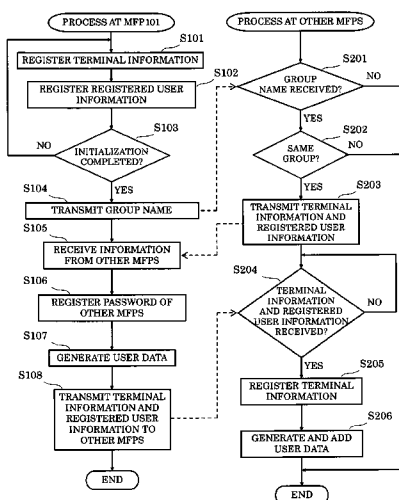 PROCESS AT MFP101
S101
REGISTER TERMINAL INFORMATION
S102
REGISTER REGISTERED USER
INFORMATION
S103
INITIALIZATION
COMPLETED?
NO
YES
S104
TRANSMIT GROUP NAME
S105
RECEIVE INFORMATION
FROM OTHER MFPS
S106
REGISTER PASSWORD OF
OTHER MFPS
S107
GENERATE USER DATA
S108
TRANSMIT TERMINAL
INFORMATION AND
REGISTERED USER
INFORMATION TO
OTHER MFPS
END
PROCESS AT OTHER MFPS
S201
GROUP
NAME RECEIVED?
NO
YES
S202
SAME
GROUP?
NO
YES
S203
TRANSMIT TERMINAL
INFORMATION AND
REGISTERED USER
INFORMATION
S204
TERMINAL
INFORMATION
AND REGISTERED
USER INFORMATION
RECEIVED?
NO
YES
S205
REGISTER TERMINAL
INFORMATION
S206
GENERATE AND ADD
USER DATA
END